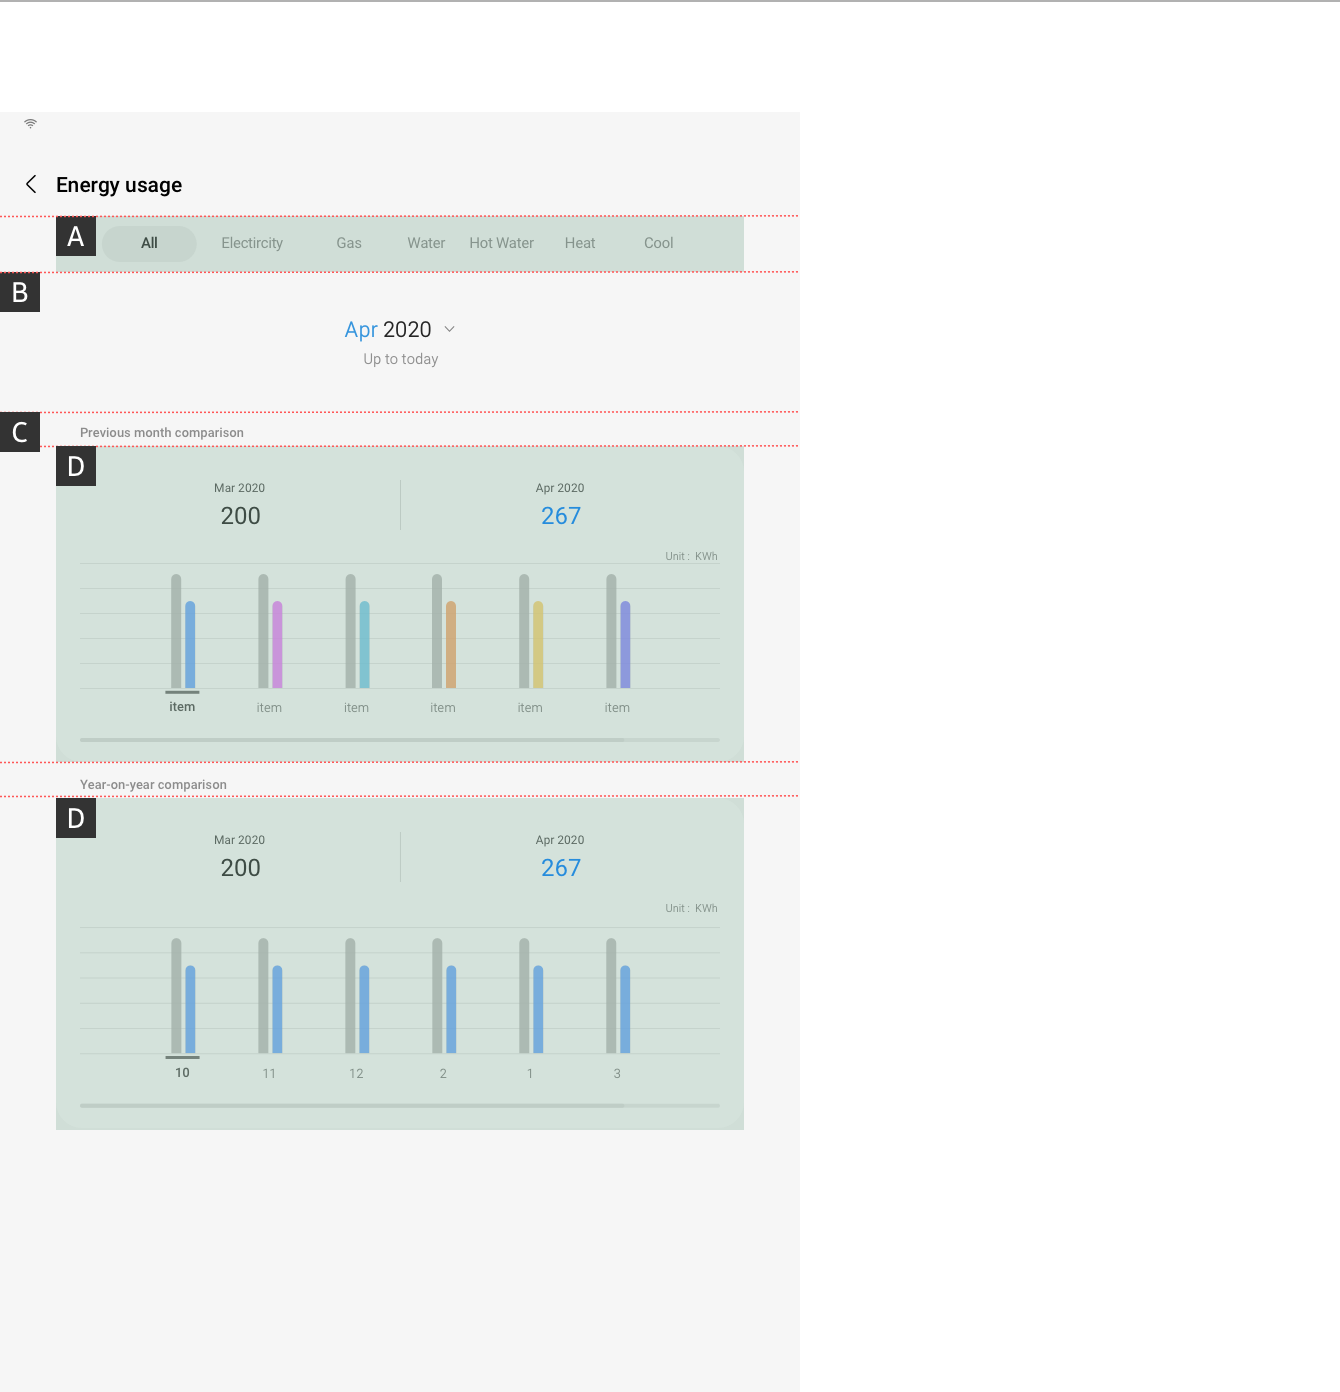 Energy usage
A
All Electircity Gas Water Hot Water Heat Cool
B
Apr 2020
Up to today
C
Previous month comparison
D
Mar 2020 Apr 2020
200 267
Unit : KWh
item item item item item item
Year-on-year comparison
D
Mar 2020 Apr 2020
200 267
Unit : KWh
10 11 12 2 1 3